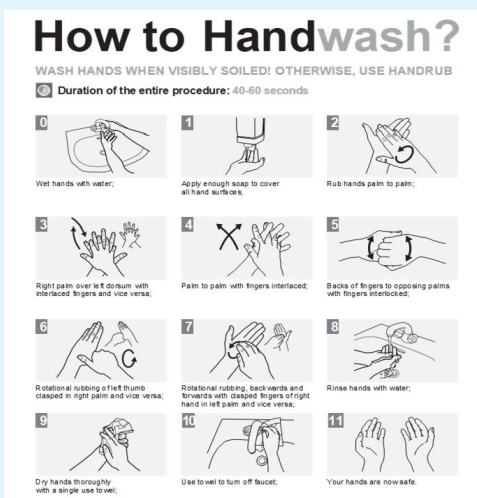 How to Handwash?
WASH HANDS WHEN VISIBLY SOILED! OTHERWISE, USE HANDRUB
Duration of the entire procedure: 40-60 seconds
0
Wet hands with water;
1
Apply enough soap to cover
all hand surfaces;
2
Rub hands palm to palm;
3
Right palm over left dorsum with
interlaced fingers and vice versa;
4
Palm to palm with fingers interlaced;
5
Backs of fingers to opposing palms
with fingers interlocked;
6
Rotational rubbing of left thumb
clasped in right palm and vice versa;
7
Rotational rubbing, backwards and
forwards with clasped fingers of right
hand in left palm and vice versa;
8
Rinse hands with water;
9
Dry hands thoroughly
with a single use towel;
10
Use towel to turn off faucet;
11
Your hands are now safe.